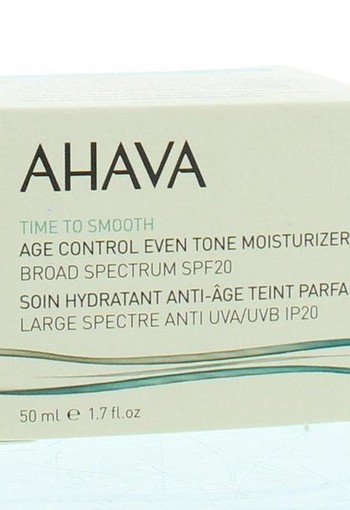 AHAVA
TIME TO SMOOTH
AGE CONTROL EVEN TONE MOISTURIZER
BROAD SPECTRUM SPF20
SOIN HYDRATANT ANTI-ÂGE TEINT PARFA
LARGE SPECTRE ANTI UVA/UVB IP20
50 ml ℮ 1.7 fl.oz